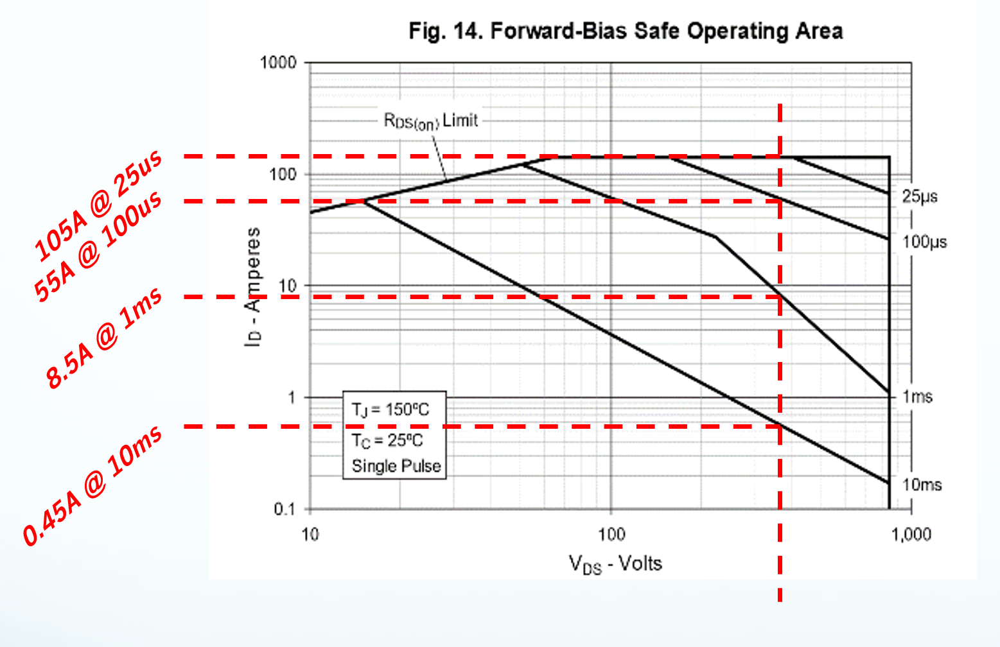 Fig. 14. Forward-Bias Safe Operating Area
1000
RDS(on) Limit
105A @ 25us
100
25µs
55A @ 100us
100µs
ID - Amperes
10
8.5A @ 1ms
1
1ms
TJ = 150ºC
TC = 25ºC
Single Pulse
0.45A @ 10ms
10ms
0.1
10
100
1,000
VDS - Volts